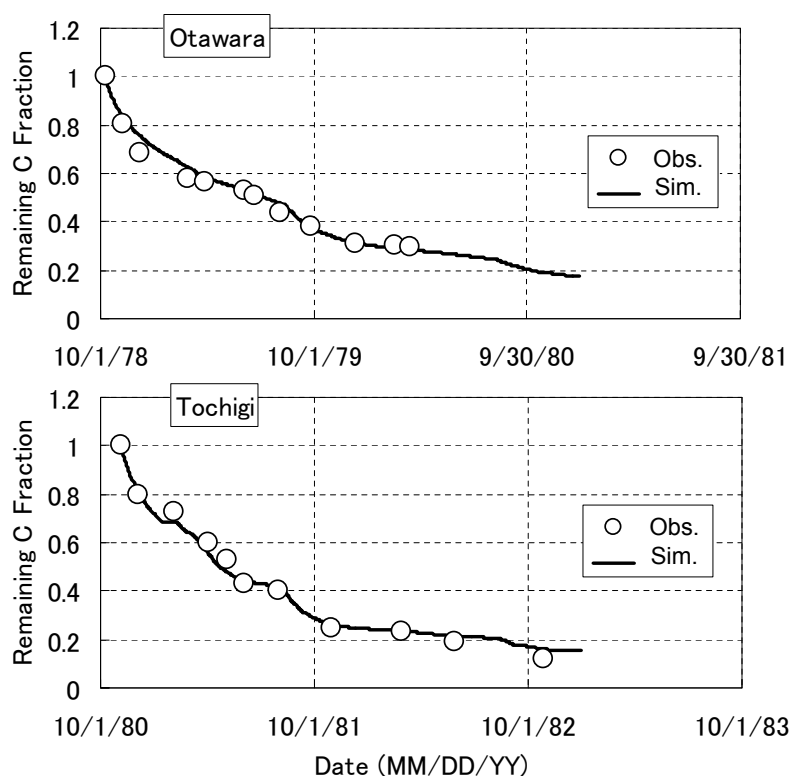 Otawara
Remaining C Fraction
1.2
1
0.8
0.6
0.4
0.2
0
Obs.
Sim.
10/1/78 10/1/79 9/30/80 9/30/81
Tochigi
Remaining C Fraction
1.2
1
0.8
0.6
0.4
0.2
0
Obs.
Sim.
10/1/80 10/1/81 10/1/82 10/1/83
Date (MM/DD/YY)